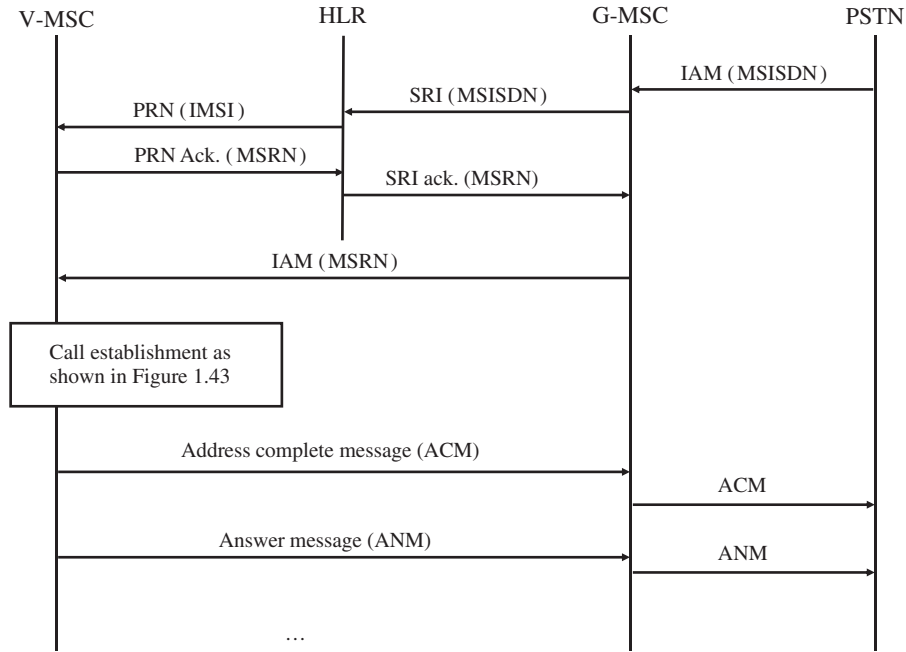 V-MSC HLR G-MSC PSTN
IAM (MSISDN)
SRI (MSISDN)
PRN (IMSI)
PRN Ack. (MSRN)
SRI ack. (MSRN)
IAM (MSRN)
Call establishment as
shown in Figure 1.43
Address complete message (ACM)
ACM
Answer message (ANM)
ANM
…